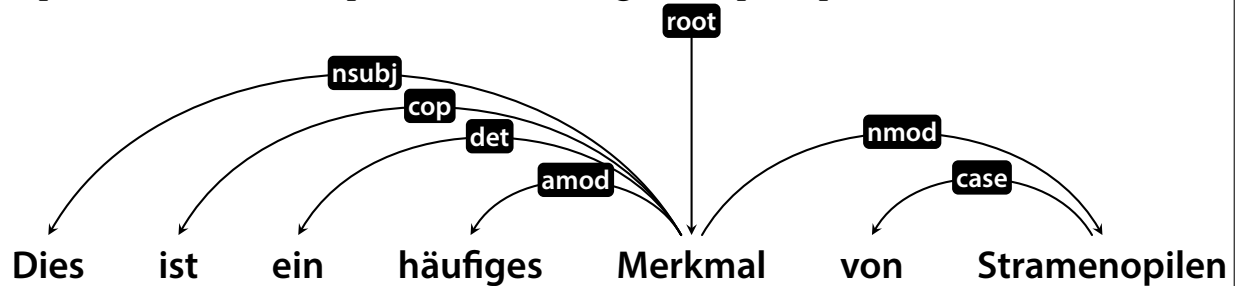 root
nsubj
cop
det
nmod
amod
case
Dies ist ein häufiges Merkmal von Stramenopilen